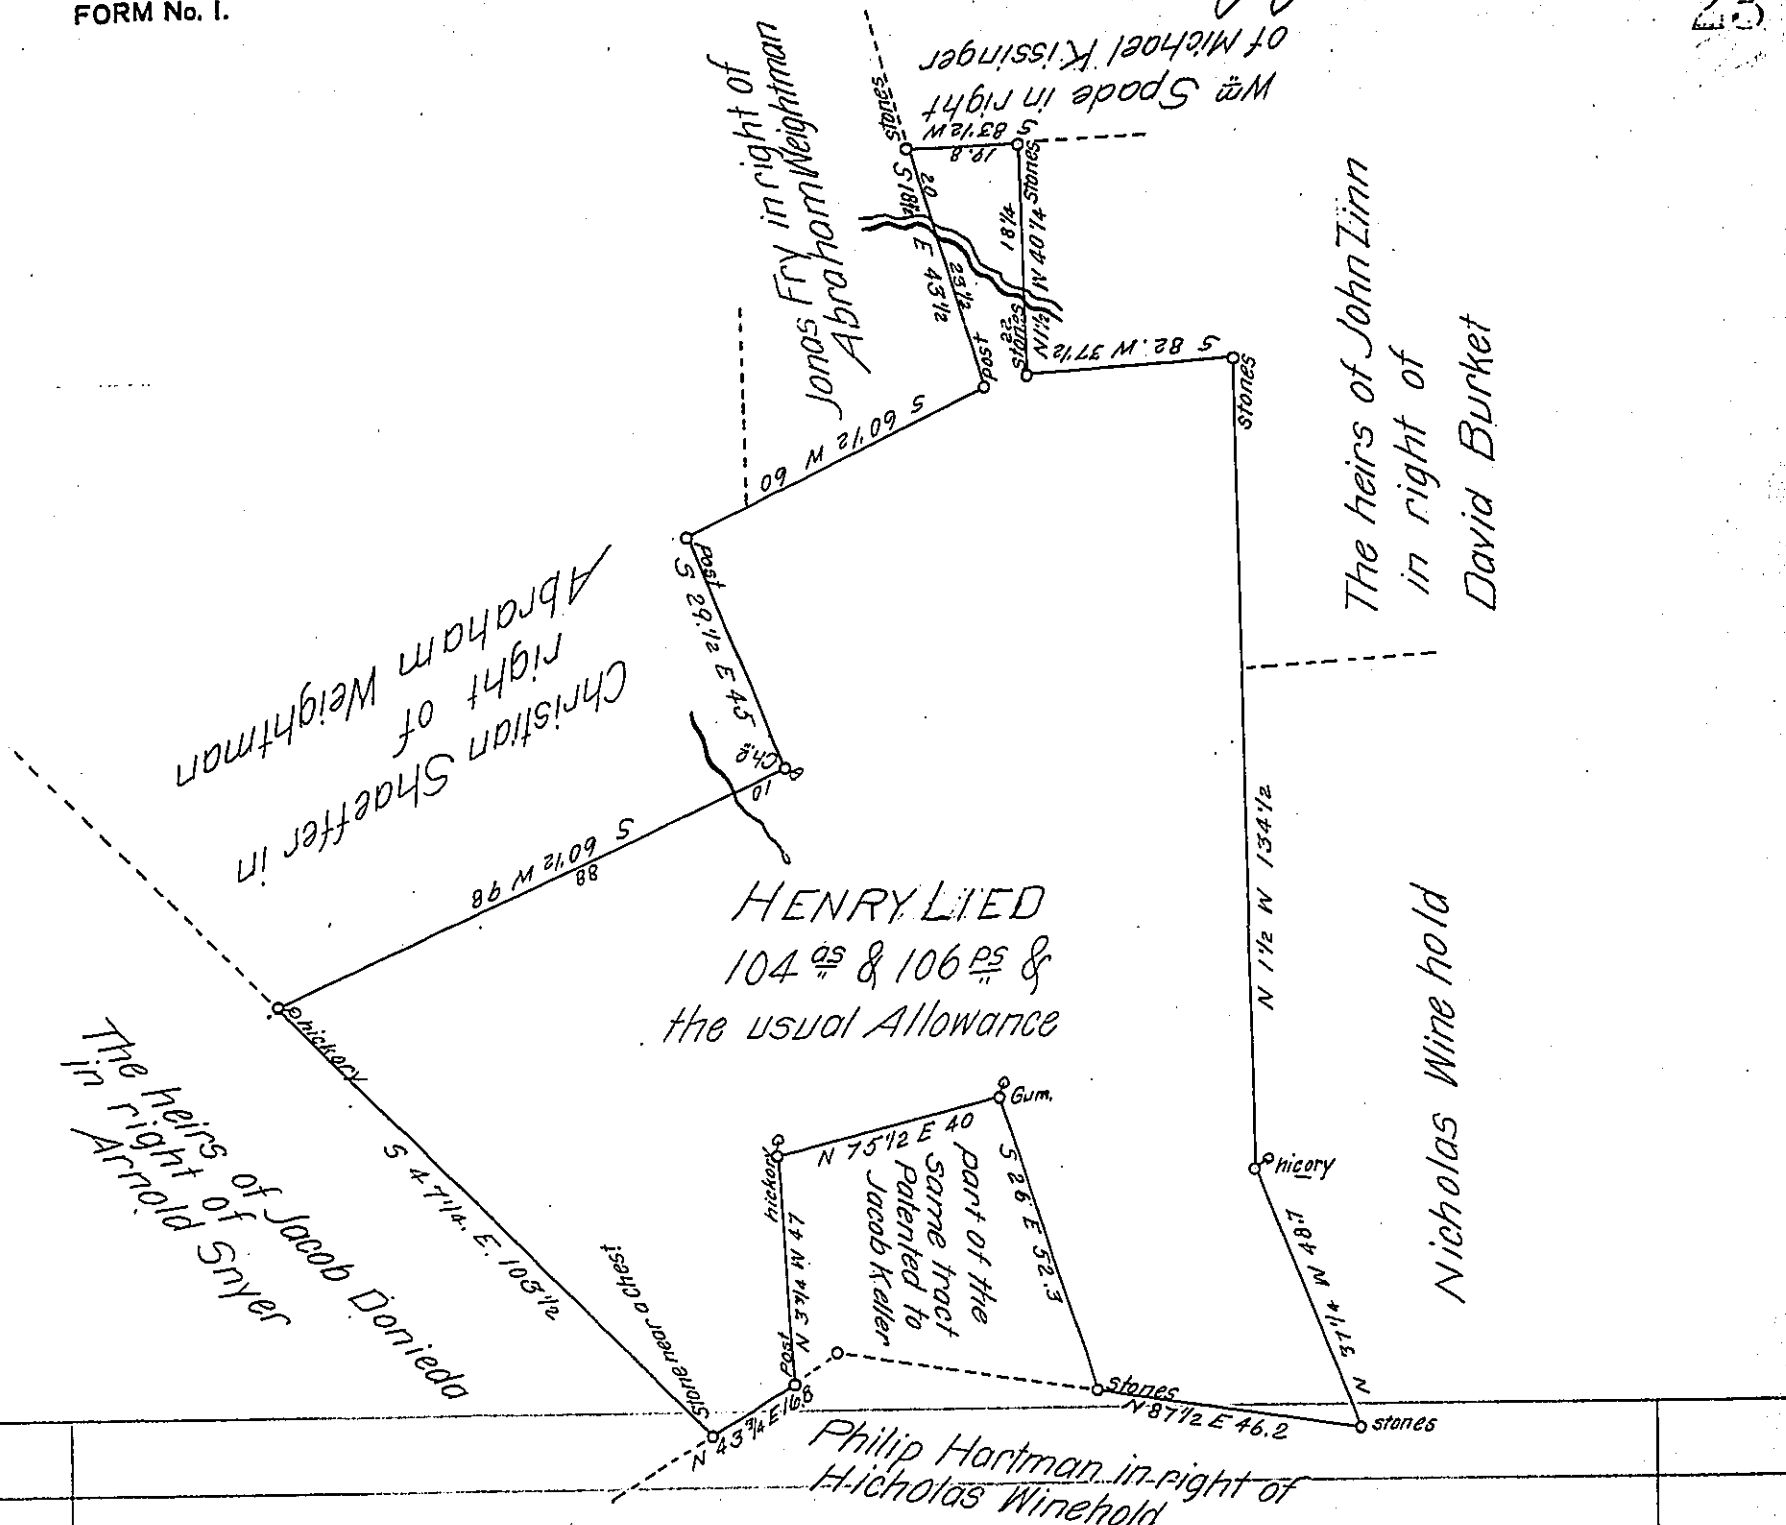 FORM No. 1.
25
Wm Spade in right
of Michael Kissinger
Jonas Fry in right of
Abraham Weightman
stones
S 83 1/2 W
19.8
stones
20
S 18 1/2 E 43 1/2
23 1/2
post
18 1/4
N 1 1/2 W 40 1/4
22
stones
S 82. W 37 1/2
stones
The heirs of John Zinn
in right of
David Burket
S 60 1/2 W 60
post
S 29. 1/2 E 45
Ch.o
10
Christian Shaeffer in
right of
Abraham Weightman
S 60 1/2 W 98
88
HENRY LIED
104 as & 106 ps &
the usual Allowance
N 1 1/2 W 134 1/2
Nicholas Wine hold
hickory
The heirs of Jacob Donieda
in right of
Arnold Snyer
S 47 1/4. E. 103 1/2
Stone near a Chest
hickory
N 75 1/2 E 40
Gum.
S 26 E 52.3
part of the
Same tract
Patented to
Jacob Keller
N 3 3/4 W 47
Post
hicory
N 37 1/4 W 48.7
stones
N 87 1/2 E 46.2
stones
N 43 3/4 E 16.8
Philip Hartman in right of
Hicholas Winehold